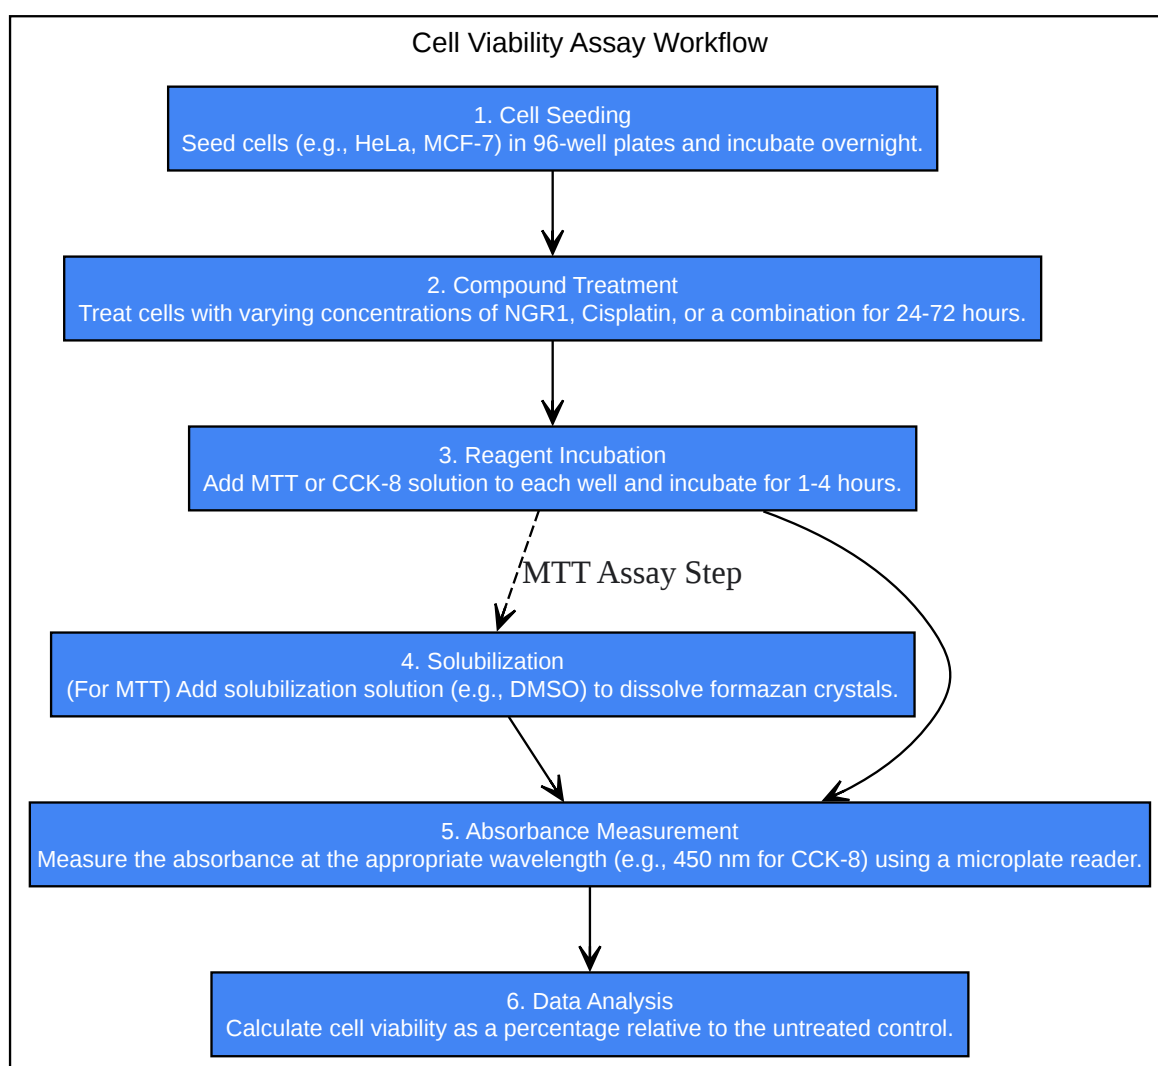 Cell Viability Assay Workflow
1. Cell Seeding
Seed cells (e.g., HeLa, MCF-7) in 96-well plates and incubate overnight.
2. Compound Treatment
Treat cells with varying concentrations of NGR1, Cisplatin, or a combination for 24-72 hours.
3. Reagent Incubation
Add MTT or CCK-8 solution to each well and incubate for 1-4 hours.
MTT Assay Step
4. Solubilization
(For MTT) Add solubilization solution (e.g., DMSO) to dissolve formazan crystals.
5. Absorbance Measurement
Measure the absorbance at the appropriate wavelength (e.g., 450 nm for CCK-8) using a microplate reader.
6. Data Analysis
Calculate cell viability as a percentage relative to the untreated control.